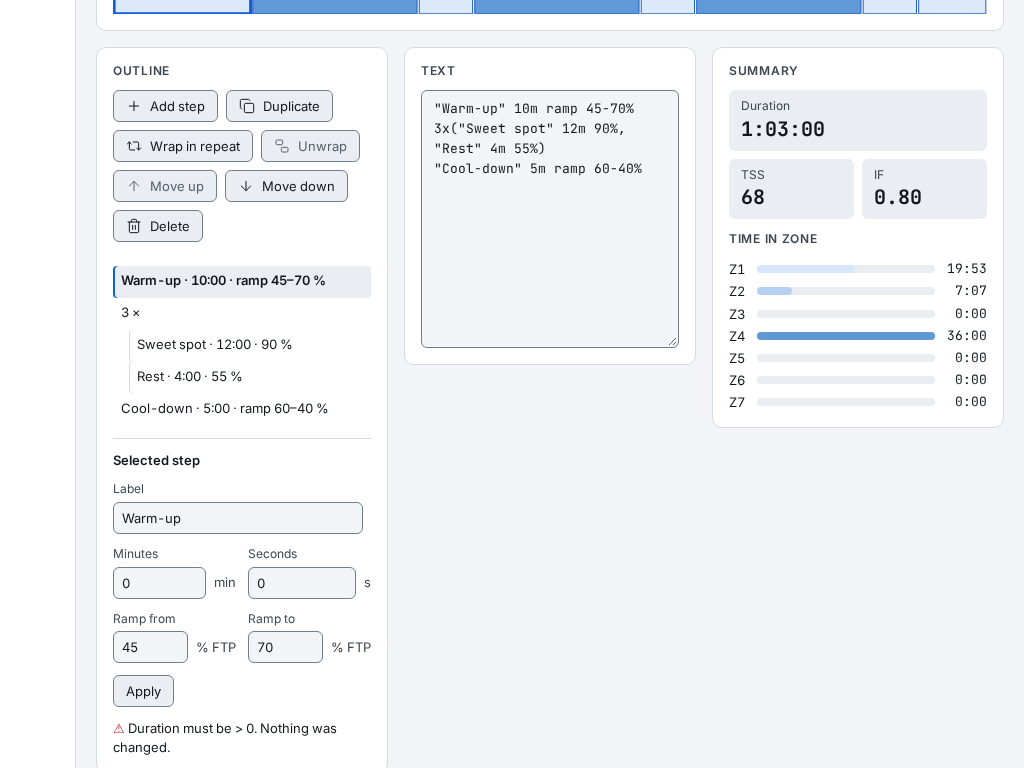 OUTLINE
Add step
Duplicate
Wrap in repeat
Unwrap
Move up
Move down
Delete
Warm-up · 10:00 · ramp 45–70 %
3 ×
Sweet spot · 12:00 · 90 %
Rest · 4:00 · 55 %
Cool-down · 5:00 · ramp 60–40 %
Selected step
Label
Warm-up
Minutes
Seconds
0 min
0 s
Ramp from
Ramp to
45 % FTP
70 % FTP
Apply
⚠ Duration must be > 0. Nothing was
changed.
TEXT
"Warm-up" 10m ramp 45-70%
3x("Sweet spot" 12m 90%,
"Rest" 4m 55%)
"Cool-down" 5m ramp 60-40%
SUMMARY
Duration
1:03:00
TSS
68
IF
0.80
TIME IN ZONE
Z1 19:53
Z2 7:07
Z3 0:00
Z4 36:00
Z5 0:00
Z6 0:00
Z7 0:00